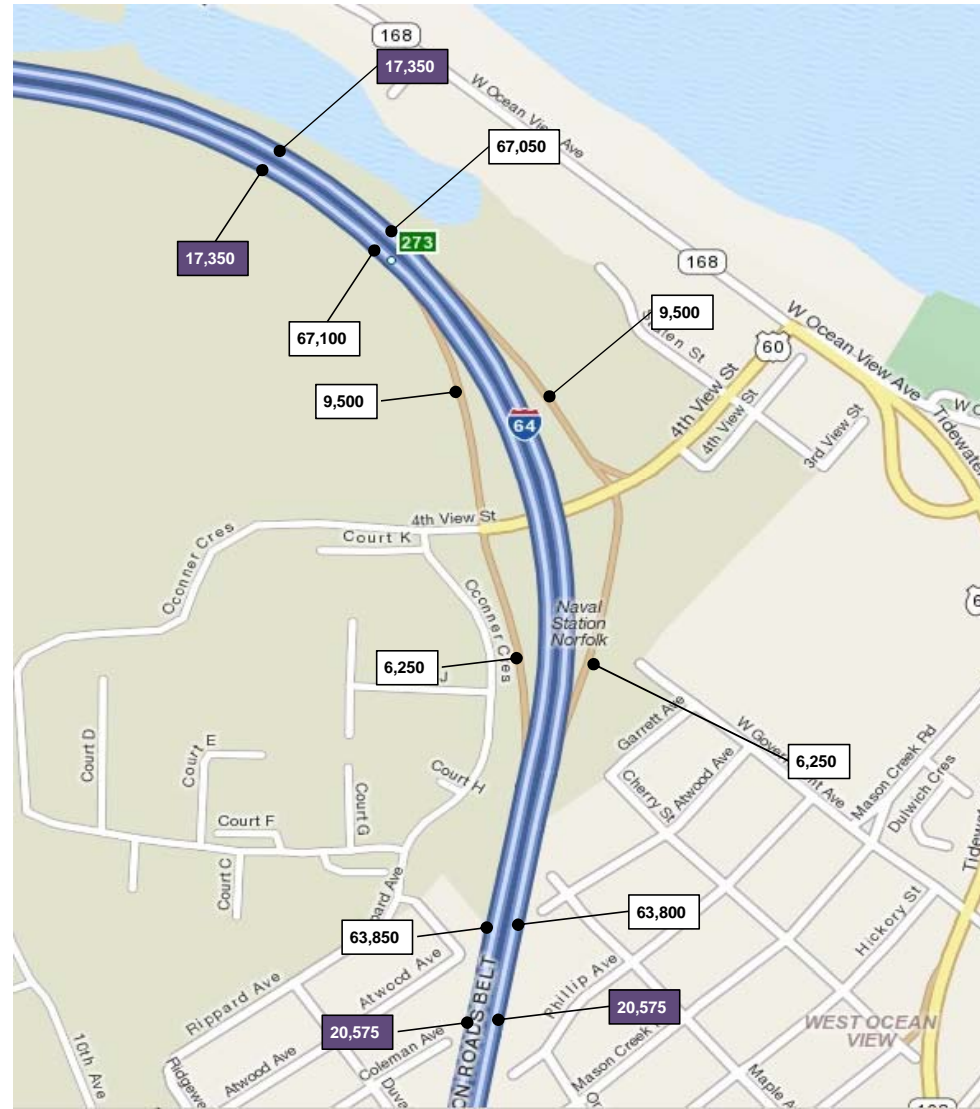 168
17,350
W Ocean View Ave
67,050
17,350
273
168
67,100
9,500
W Ocean View Ave
60
9,500
4th View St
4th View St
3rd View St
64
4th View St
Court K
Oconner Cres
Oconner Cres
Naval
Station
Norfolk
6,250
J
Garrett Ave
6,250
Court D
Court E
Court H
Cherry St
Atwood Ave
Mason Creek Rd
Dulwich Cres
Court F
Court G
Court C
63,850
63,800
Hickory St
Rippard Ave
Atwood Ave
Phillip Ave
20,575
20,575
WEST OCEAN
VIEW
10th Ave
Atwood Ave
Coleman Ave
ON ROADS BELT
Mason Creek
Maple A